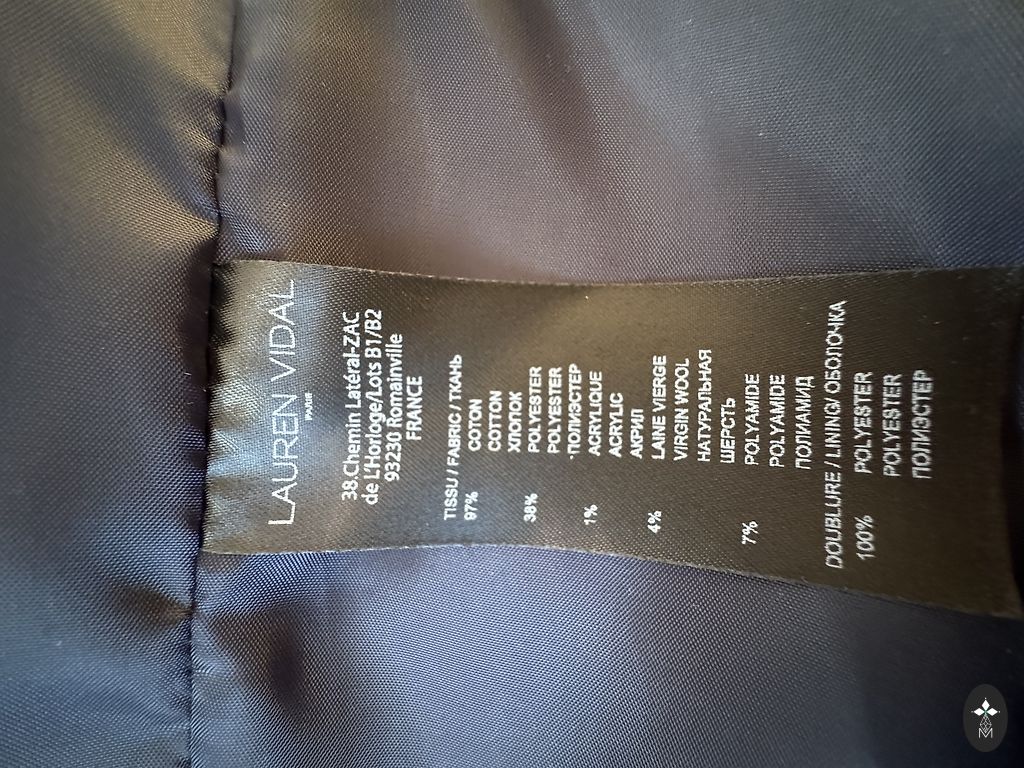 LAUREN VIDAL
PARIS
38,Chemin Latéral-ZAC
de L'Horloge/Lots B1/B2
93230 Romainville
FRANCE
TISSU / FABRIC / ТКАНЬ
97% COTON
COTTON
ХЛОПОК
38% POLYESTER
POLYESTER
ПОЛИЭСТЕР
1% ACRYLIQUE
ACRYLIC
АКРИЛ
4% LANE VIERGE
VIRGIN WOOL
НАТУРАЛЬНАЯ
ШЕРСТЬ
7% POLYAMIDE
POLYAMIDE
ПОЛИАМИД
DOUBLURE / LINING/ ОБОЛОЧКА
100% POLYESTER
POLYESTER
ПОЛИЭСТЕР
M